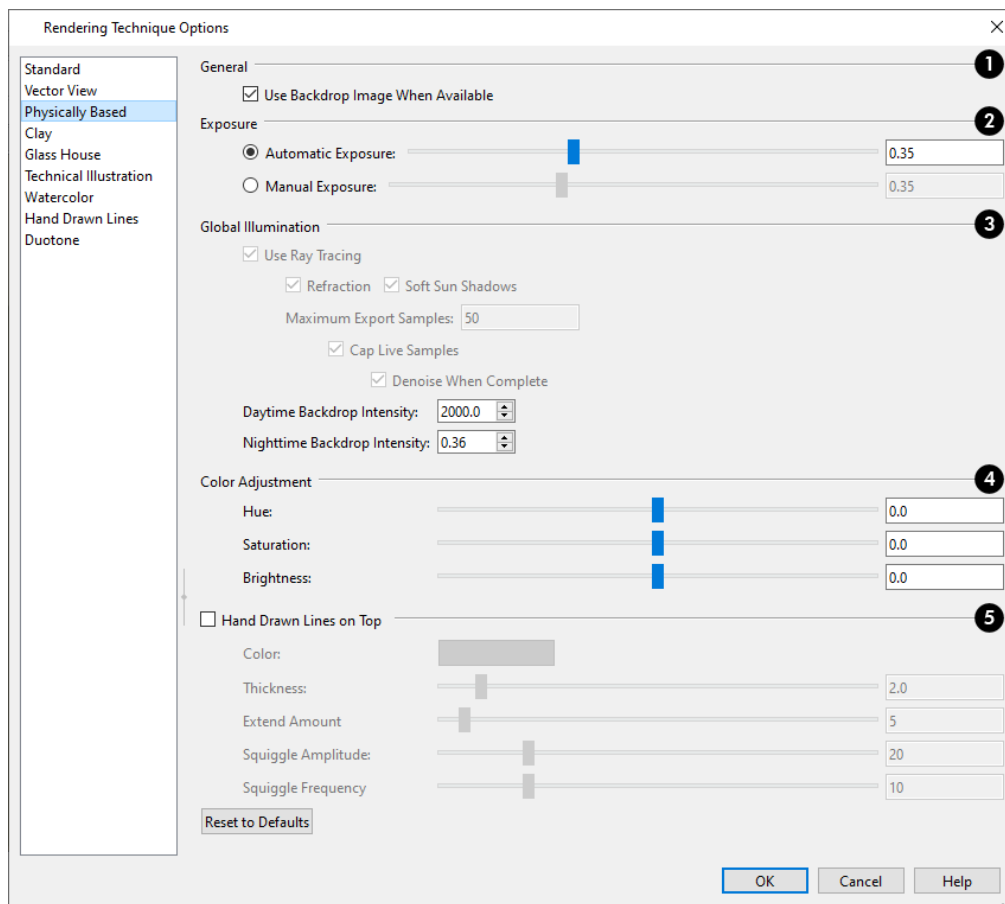 Rendering Technique Options
Standard
Vector View
Physically Based
Clay
Glass House
Technical Illustration
Watercolor
Hand Drawn Lines
Duotone
General 1
Use Backdrop Image When Available
Exposure 2
Automatic Exposure: 0.35
Manual Exposure: 0.35
Global Illumination 3
Use Ray Tracing
Refraction Soft Sun Shadows
Maximum Export Samples: 50
Cap Live Samples
Denoise When Complete
Daytime Backdrop Intensity: 2000.0
Nighttime Backdrop Intensity: 0.36
Color Adjustment 4
Hue: 0.0
Saturation: 0.0
Brightness: 0.0
Hand Drawn Lines on Top 5
Color:
Thickness: 2.0
Extend Amount 5
Squiggle Amplitude: 20
Squiggle Frequency 10
Reset to Defaults
OK Cancel Help